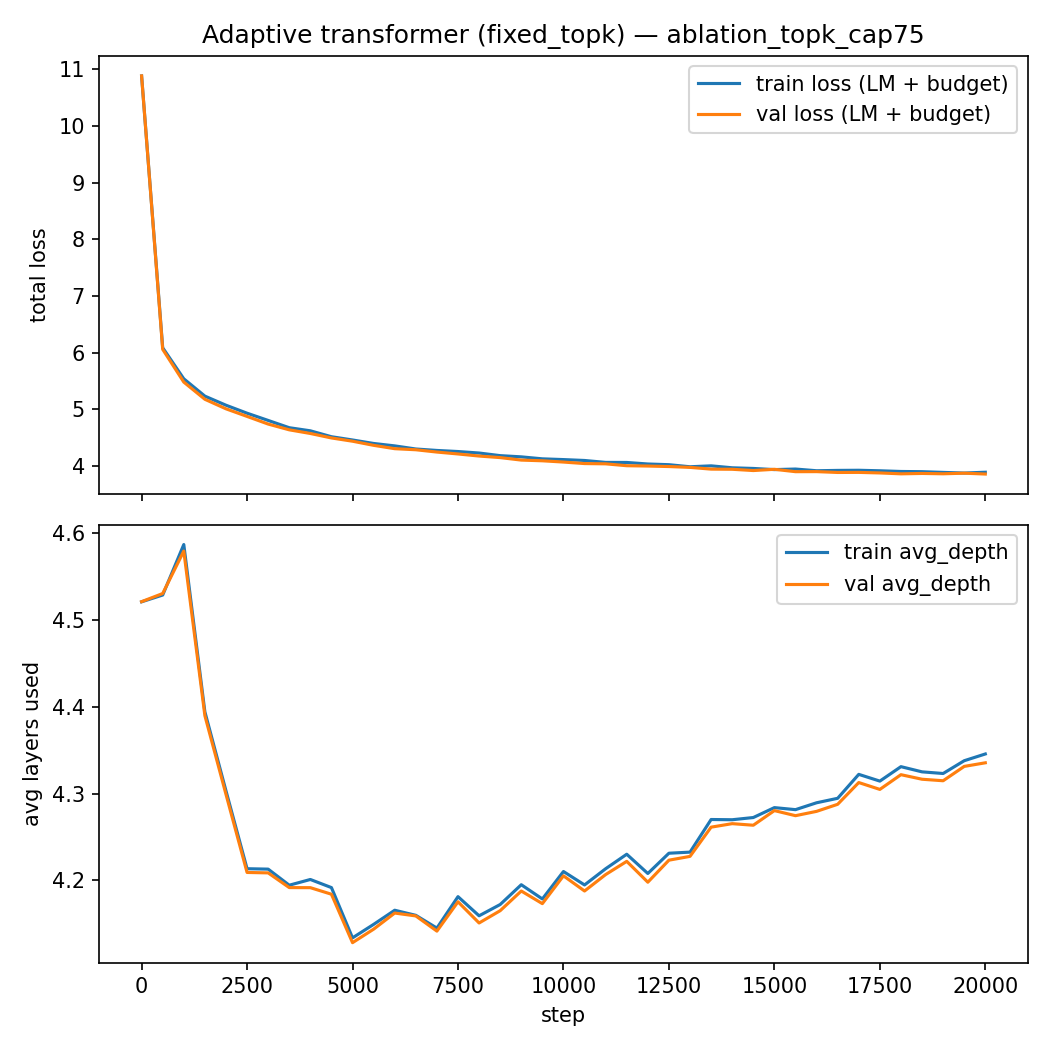 Adaptive transformer (fixed_topk) — ablation_topk_cap75
11
10
9
8
7
6
5
4
total loss
train loss (LM + budget)
val loss (LM + budget)
4.6
4.5
4.4
4.3
4.2
avg layers used
train avg_depth
val avg_depth
0 2500 5000 7500 10000 12500 15000 17500 20000
step